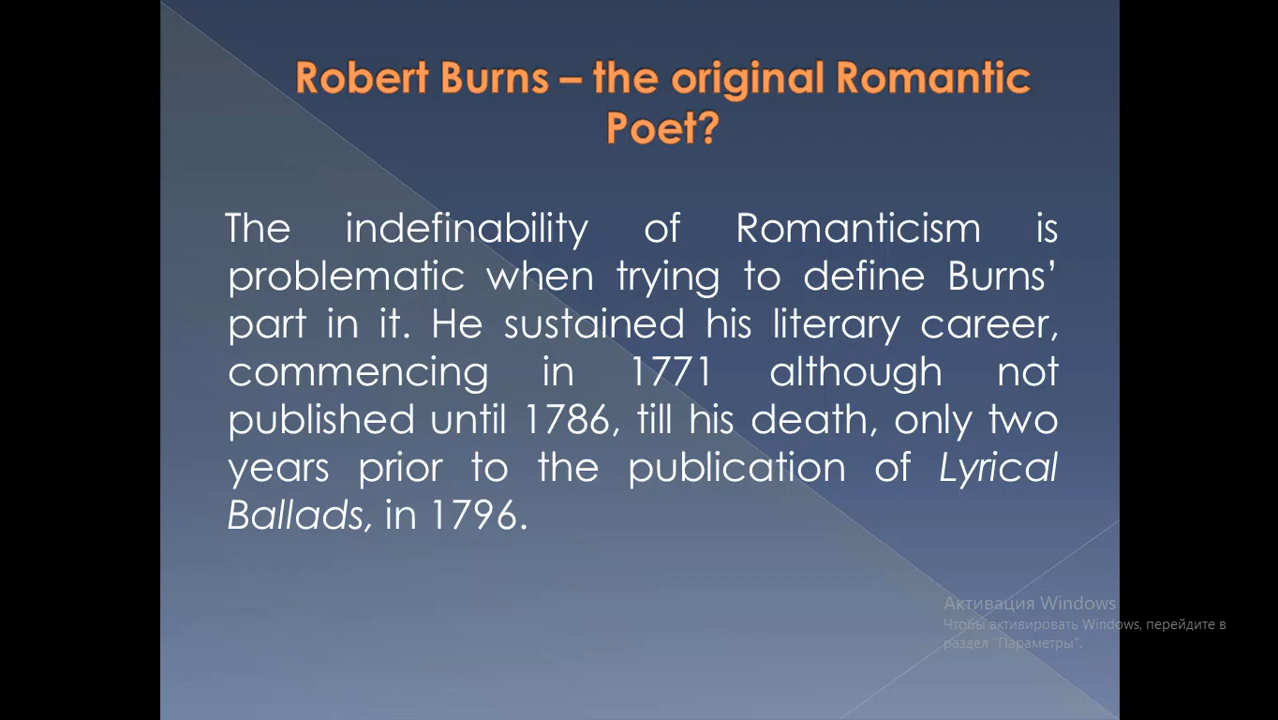 Robert Burns – the original Romantic
Poet?
The indefinability of Romanticism is
problematic when trying to define Burns’
part in it. He sustained his literary career,
commencing in 1771 although not
published until 1786, till his death, only two
years prior to the publication of Lyrical
Ballads, in 1796.
Активация Windows
Чтобы активировать Windows, перейдите в
раздел "Параметры".